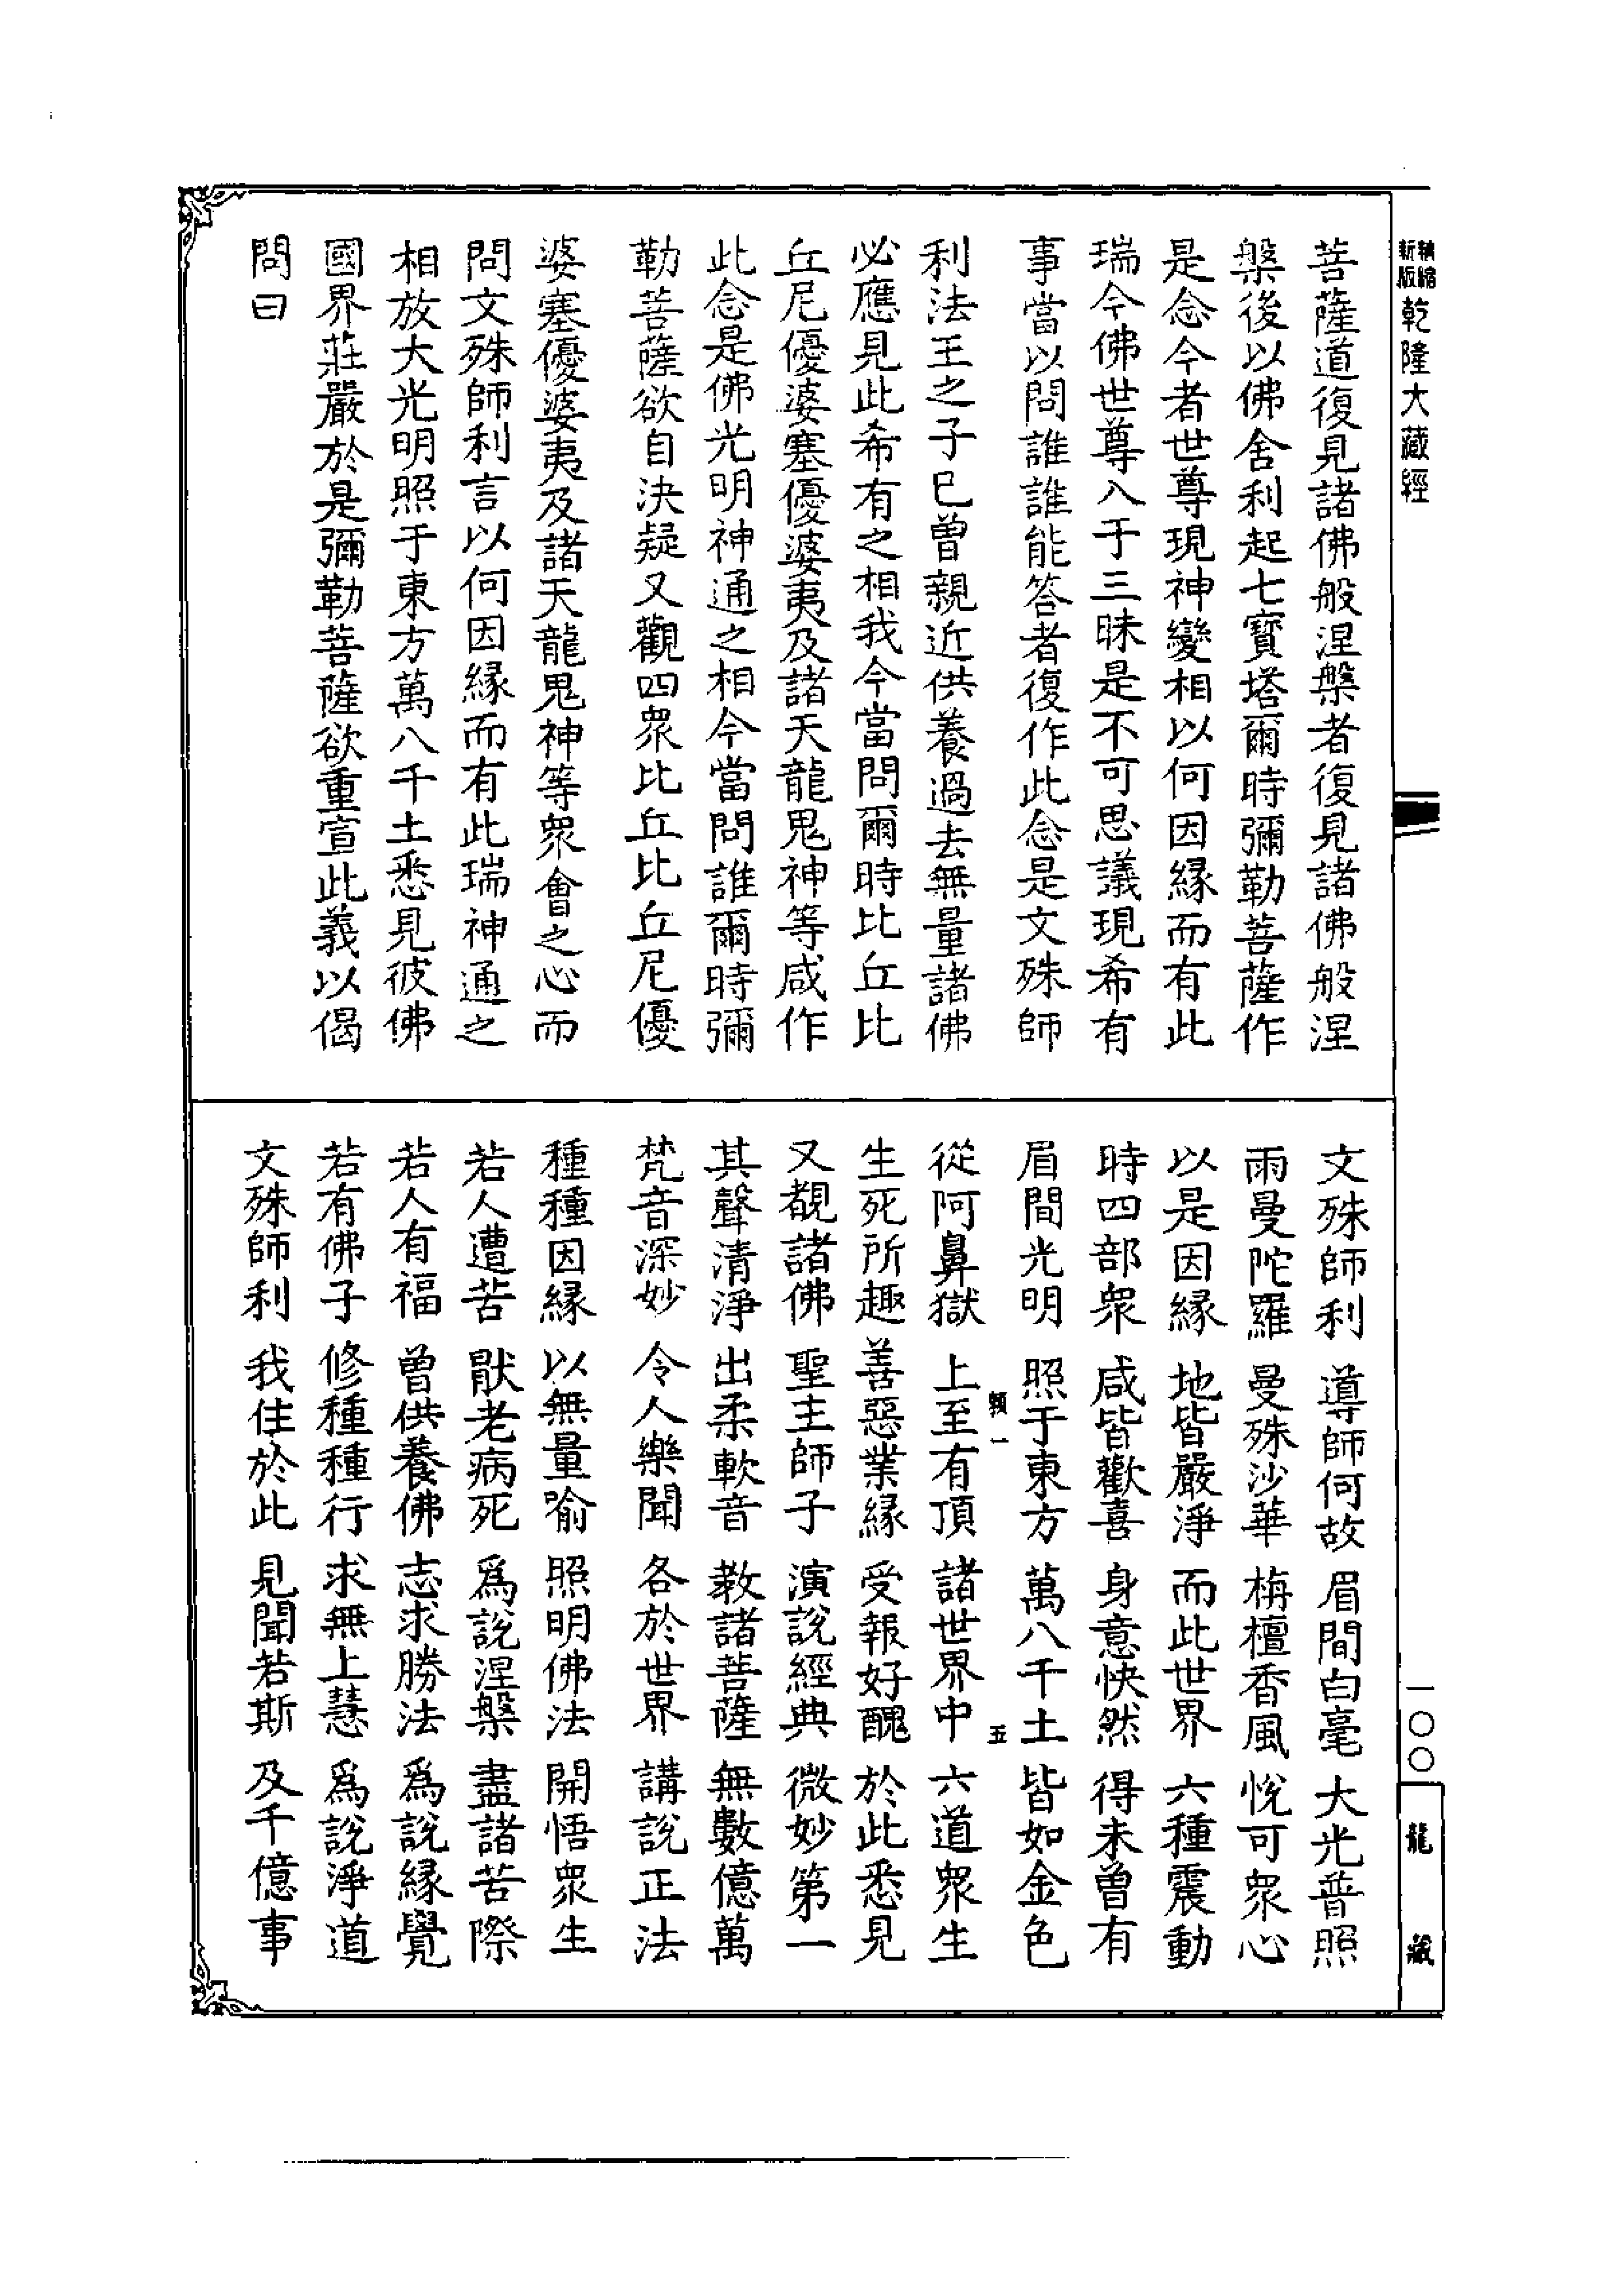 精縮新版乾隆大藏經
菩薩道復見諸佛般涅槃者復見諸佛般涅
槃後以佛舍利起七寶塔爾時彌勒菩薩作
是念今者世尊現神變相以何因緣而有此
瑞今佛世尊入于三昧是不可思議現希有
事當以問誰誰能答者復作此念是文殊師
利法王之子已曾親近供養過去無量諸佛
必應見此希有之相我今當問爾時比丘比
丘尼優婆塞優婆夷及諸天龍鬼神等咸作
此念是佛光明神通之相今當問誰爾時彌
勒菩薩欲自決疑又觀四眾比丘比丘尼優
婆塞優婆夷及諸天龍鬼神等眾會之心而
問文殊師利言以何因緣而有此瑞神通之
相放大光明照于東方萬八千土悉見彼佛
國界莊嚴於是彌勒菩薩欲重宣此義以偈
問曰
文殊師利 導師何故 眉間白毫 大光普照
雨曼陀羅 曼殊沙華 栴檀香風 悅可眾心
以是因緣 地皆嚴淨 而此世界 六種震動
時四部眾 咸皆歡喜 身意快然 得未曾有
眉間光明 照于東方 萬八千土 皆如金色
從阿鼻獄 上至有頂 諸世界中 六道眾生
生死所趣 善惡業緣 受報好醜 於此悉見
又覩諸佛 聖主師子 演說經典 微妙第一
其聲清淨 出柔軟音 教諸菩薩 無數億萬
梵音深妙 令人樂聞 各於世界 講說正法
種種因緣 以無量喻 照明佛法 開悟眾生
若人遭苦 猒老病死 為說涅槃 盡諸苦際
若人有福 曾供養佛 志求勝法 為說緣覺
若有佛子 修種種行 求無上慧 為說淨道
文殊師利 我住於此 見聞若斯 及千億事
一〇〇
龍藏
五